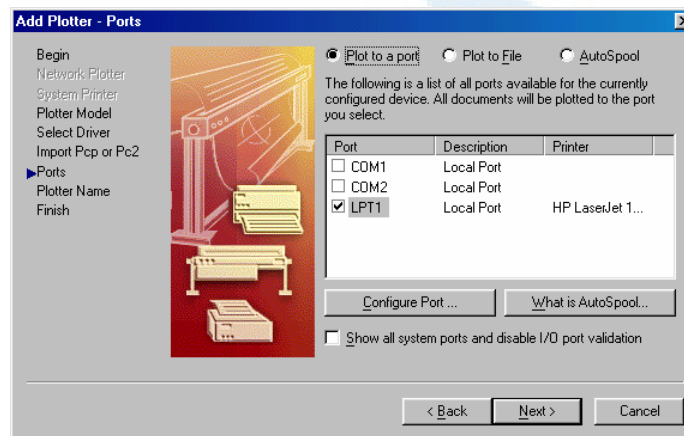 Add Plotter - Ports
Begin
Network Plotter
System Printer
Plotter Model
Select Driver
Import Pcp or Pc2
Ports
Plotter Name
Finish
Plot to a port Plot to File AutoSpool
The following is a list of all ports available for the currently
configured device. All documents will be plotted to the port
you select.
Port Description Printer
COM1 Local Port
COM2 Local Port
LPT1 Local Port HP LaserJet 1...
Configure Port ... What is AutoSpool...
Show all system ports and disable I/O port validation
< Back Next > Cancel